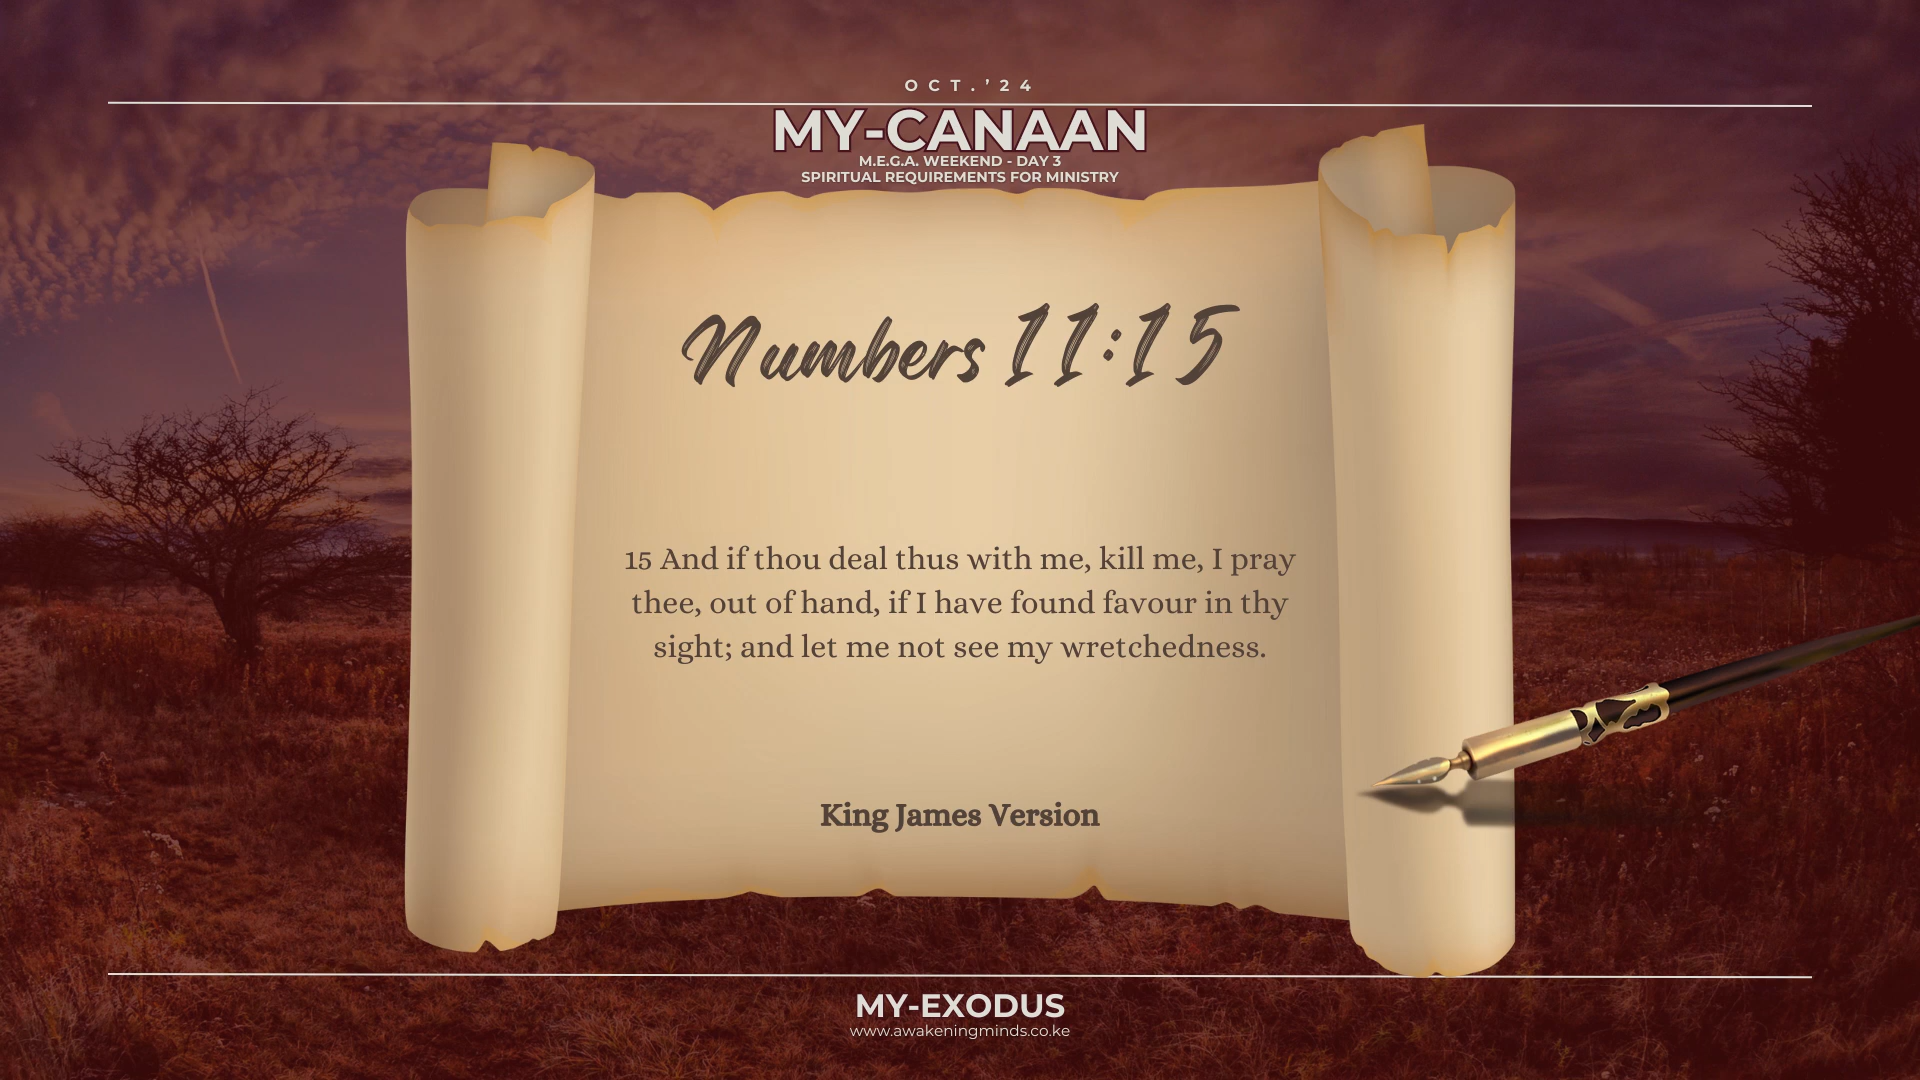 OCT.'24
MY-CANAAN
M.E.G.A. WEEKEND - DAY 3
SPIRITUAL REQUIREMENTS FOR MINISTRY
Numbers 11:15
15 And if thou deal thus with me, kill me, I pray
thee, out of hand, if I have found favour in thy
sight; and let me not see my wretchedness.
King James Version
MY-EXODUS
www.awakeningminds.co.ke